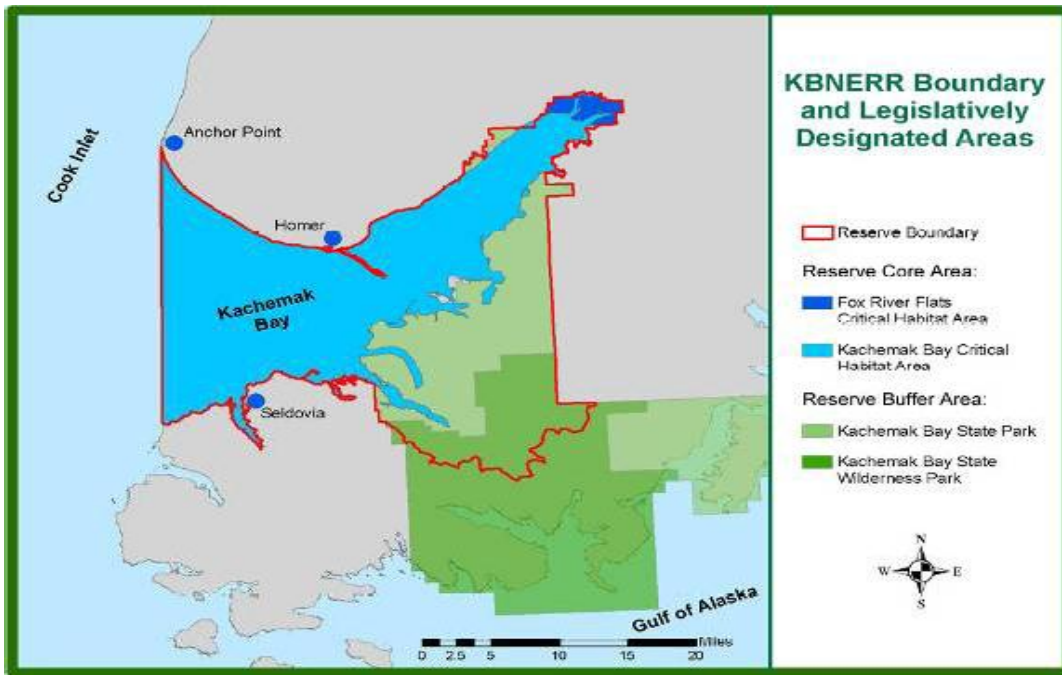 KBNERR Boundary
and Legislatively
Designated Areas
Anchor Point
Cook Inlet
Homer
Kachemak
Bay
Seldovia
Gulf of Alaska
Miles
0 2.5 5 10 15 20
Reserve Boundary
Reserve Core Area:
Fox River Flats
Critical Habitat Area
Kachemak Bay Critical
Habitat Area
Reserve Buffer Area:
Kachemak Bay State Park
Kachemak Bay State
Wilderness Park
N
W E
S